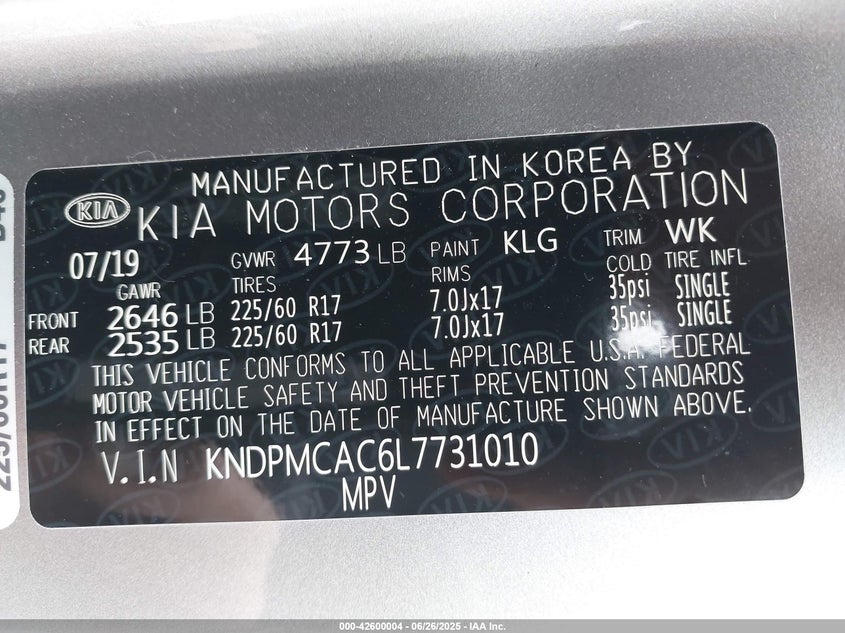 MANUFACTURED IN KOREA BY
KIA KIA MOTORS CORPORATION
07/19 GVWR 4773 LB PAINT KLG TRIM WK
GAWR TIRES RIMS COLD TIRE INFL
FRONT 2646 LB 225/60 R17 7.0Jx17 35psi SINGLE
REAR 2535 LB 225/60 R17 7.0Jx17 35psi SINGLE
THIS VEHICLE CONFORMS TO ALL APPLICABLE U.S.A. FEDERAL
MOTOR VEHICLE SAFETY AND THEFT PREVENTION STANDARDS
IN EFFECT ON THE DATE OF MANUFACTURE SHOWN ABOVE.
V.I.N KNDPMCAC6L7731010
MPV
000-42600004 - 06/26/2025 - IAA Inc.